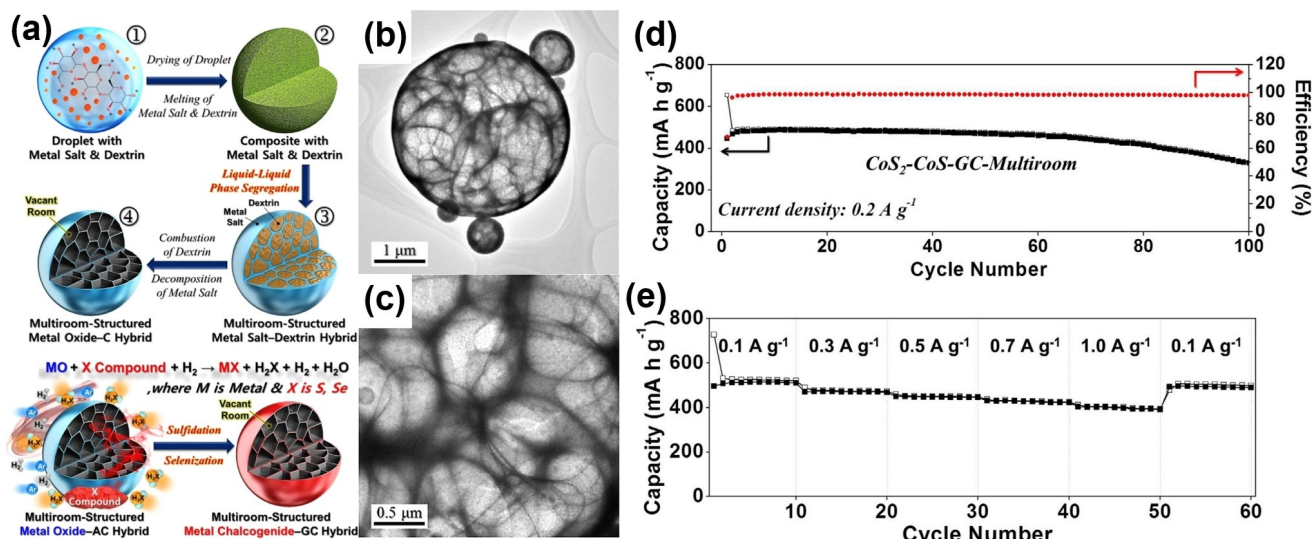 (a)
①
Drying of Droplet
Melting of
Metal Salt & Dextrin
②
Droplet with
Metal Salt & Dextrin
Composite with
Metal Salt & Dextrin
Liquid-Liquid
Phase Segregation
Vacant
Room
④
Combustion
of Dextrin
Decomposition
of Metal Salt
Dextrin
Metal
Salt
③
Multiroom-Structured
Metal Oxide–C Hybrid
Multiroom-Structured
Metal Salt–Dextrin Hybrid
MO + X Compound + H₂ → MX + H₂X + H₂ + H₂O
,where M is Metal & X is S, Se
Vacant
Room
Sulfidation
Selenization
H₂
Ar
H₂X
X
Compound
Multiroom-Structured
Metal Oxide–AC Hybrid
Multiroom-Structured
Metal Chalcogenide–GC Hybrid
(b)
1 μm
(c)
0.5 μm
(d)
Capacity (mA h g⁻¹)
800
600
400
200
0
120
100
80
60
40
20
0
Efficiency (%)
CoS₂-CoS-GC-Multiroom
Current density: 0.2 A g⁻¹
0 20 40 60 80 100
Cycle Number
(e)
Capacity (mA h g⁻¹)
800
600
400
200
0
0.1 A g⁻¹ 0.3 A g⁻¹ 0.5 A g⁻¹ 0.7 A g⁻¹ 1.0 A g⁻¹ 0.1 A g⁻¹
0 10 20 30 40 50 60
Cycle Number